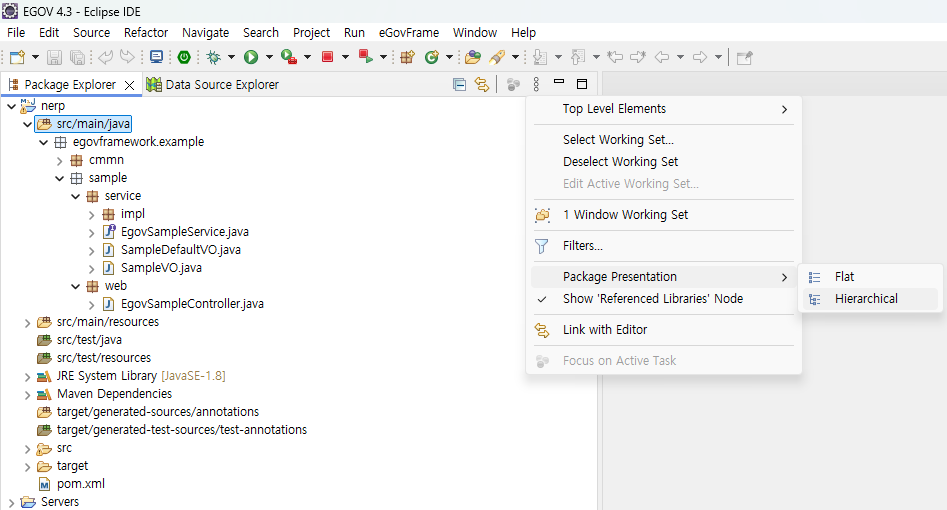 EGOV 4.3 - Eclipse IDE
File Edit Source Refactor Navigate Search Project Run eGovFrame Window Help
Package Explorer
Data Source Explorer
nerp
src/main/java
egovframework.example
cmmn
sample
service
impl
EgovSampleService.java
SampleDefaultVO.java
SampleVO.java
web
EgovSampleController.java
src/main/resources
src/test/java
src/test/resources
JRE System Library [JavaSE-1.8]
Maven Dependencies
target/generated-sources/annotations
target/generated-test-sources/test-annotations
src
target
pom.xml
Servers
Top Level Elements
Select Working Set...
Deselect Working Set
Edit Active Working Set...
1 Window Working Set
Filters...
Package Presentation
Show 'Referenced Libraries' Node
Link with Editor
Focus on Active Task
Flat
Hierarchical